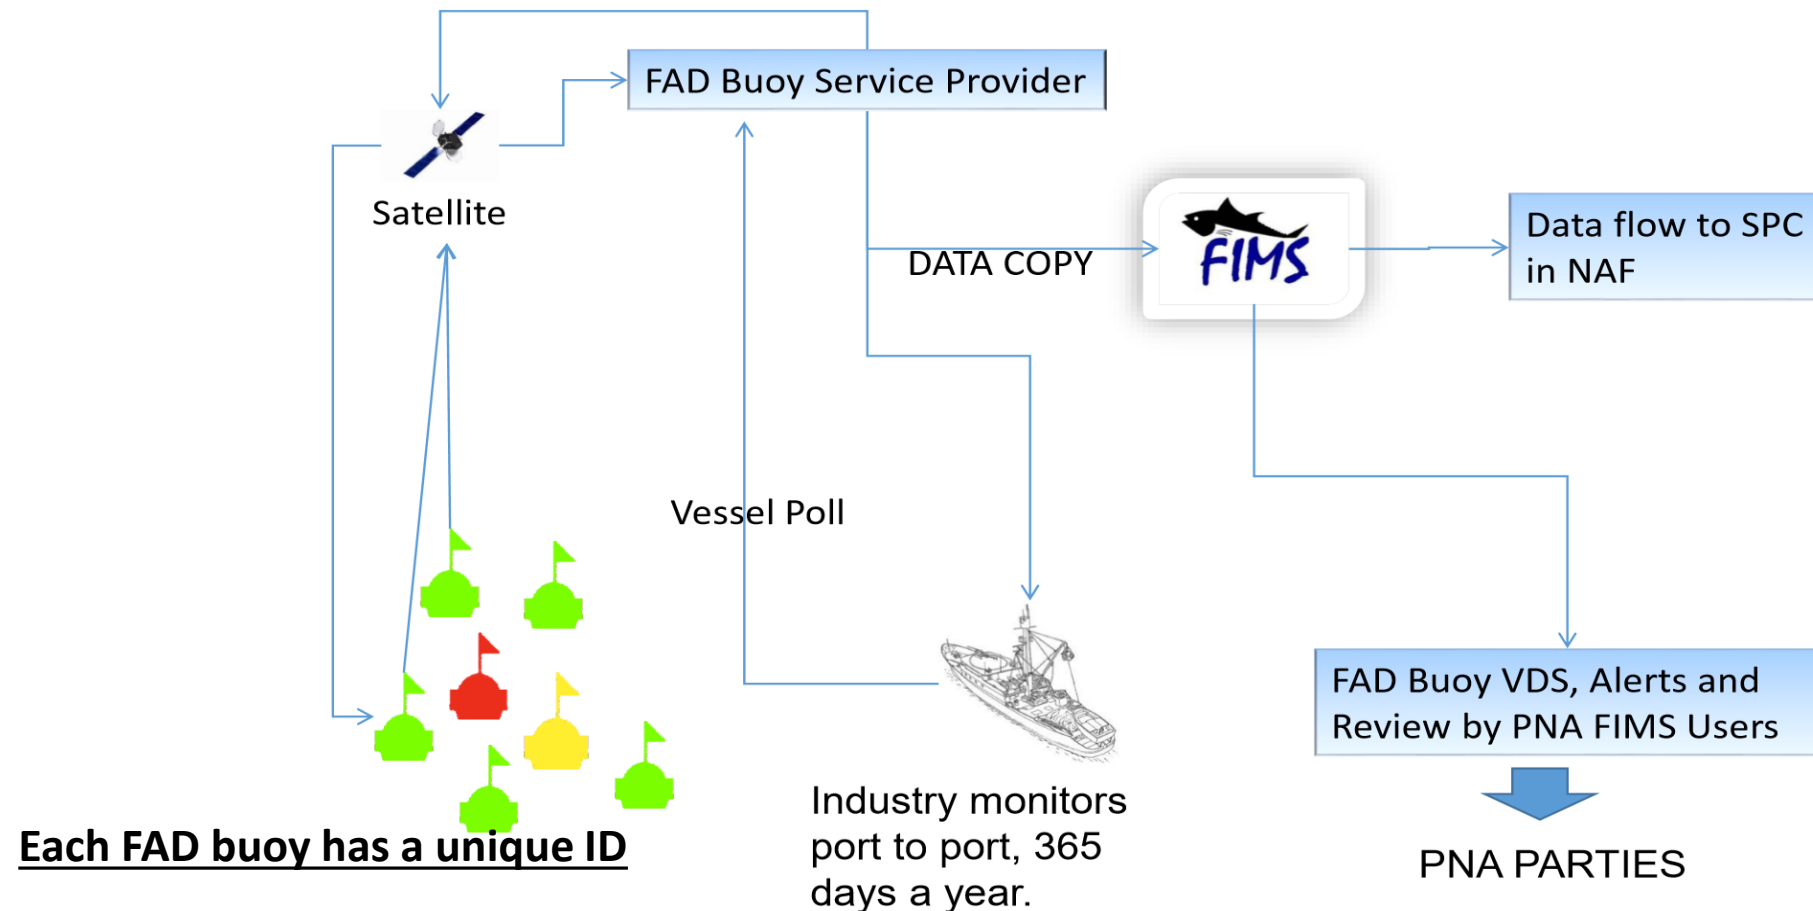 FAD Buoy Service Provider
Satellite
DATA COPY
FIMS
Data flow to SPC
in NAF
Vessel Poll
FAD Buoy VDS, Alerts and
Review by PNA FIMS Users
Each FAD buoy has a unique ID
Industry monitors
port to port, 365
days a year.
PNA PARTIES